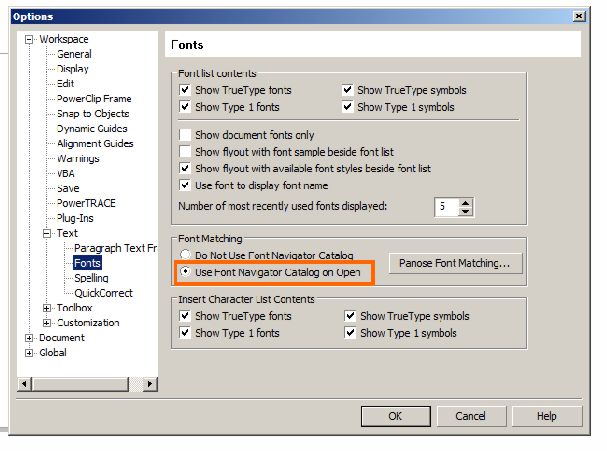 Options
Workspace
General
Display
Edit
PowerClip Frame
Snap to Objects
Dynamic Guides
Alignment Guides
Warnings
VBA
Save
PowerTRACE
Plug-Ins
Text
Paragraph Text Fr
Fonts
Spelling
QuickCorrect
Toolbox
Customization
Document
Global
Fonts
Font list contents
Show TrueType fonts
Show TrueType symbols
Show Type 1 fonts
Show Type 1 symbols
Show document fonts only
Show flyout with font sample beside font list
Show flyout with available font styles beside font list
Use font to display font name
Number of most recently used fonts displayed: 5
Font Matching
Do Not Use Font Navigator Catalog
Use Font Navigator Catalog on Open
Panose Font Matching...
Insert Character List Contents
Show TrueType fonts
Show TrueType symbols
Show Type 1 fonts
Show Type 1 symbols
OK
Cancel
Help